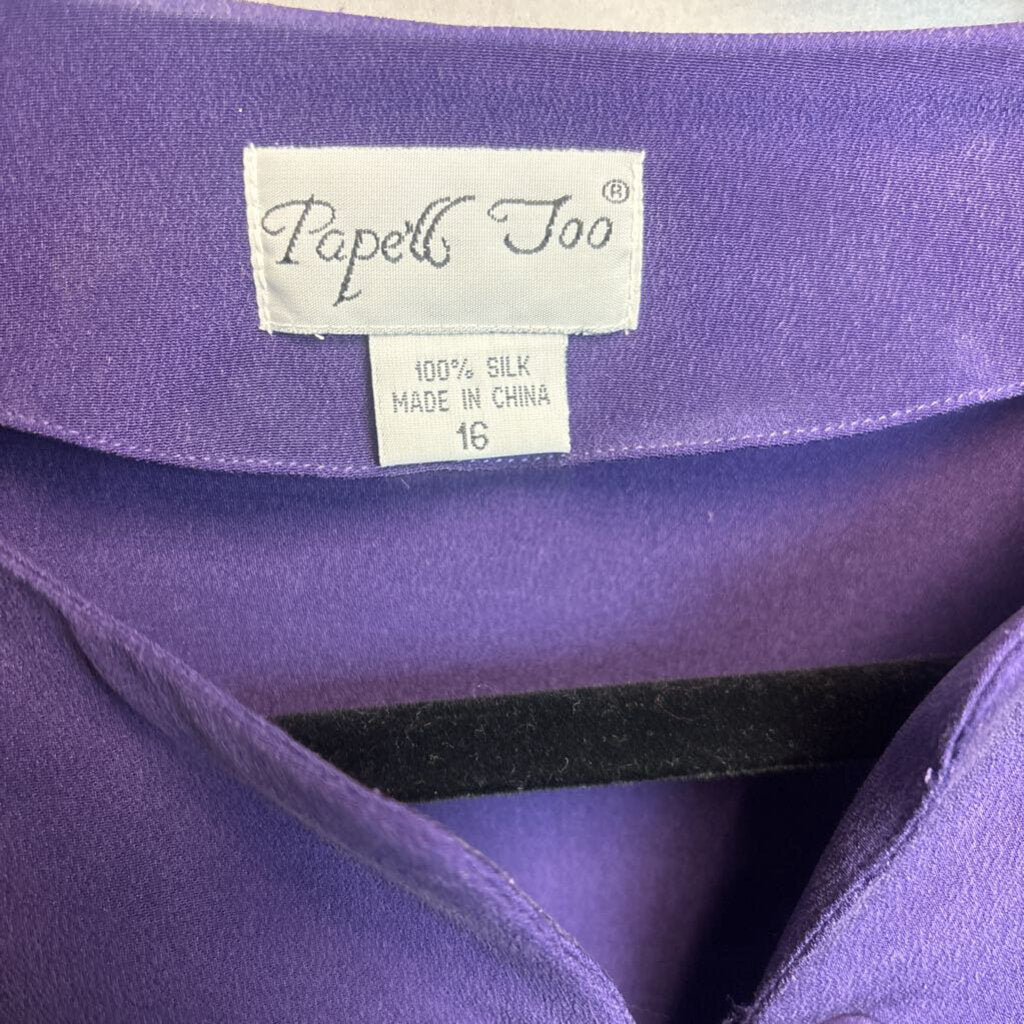 Papell Too®
100% SILK
MADE IN CHINA
16